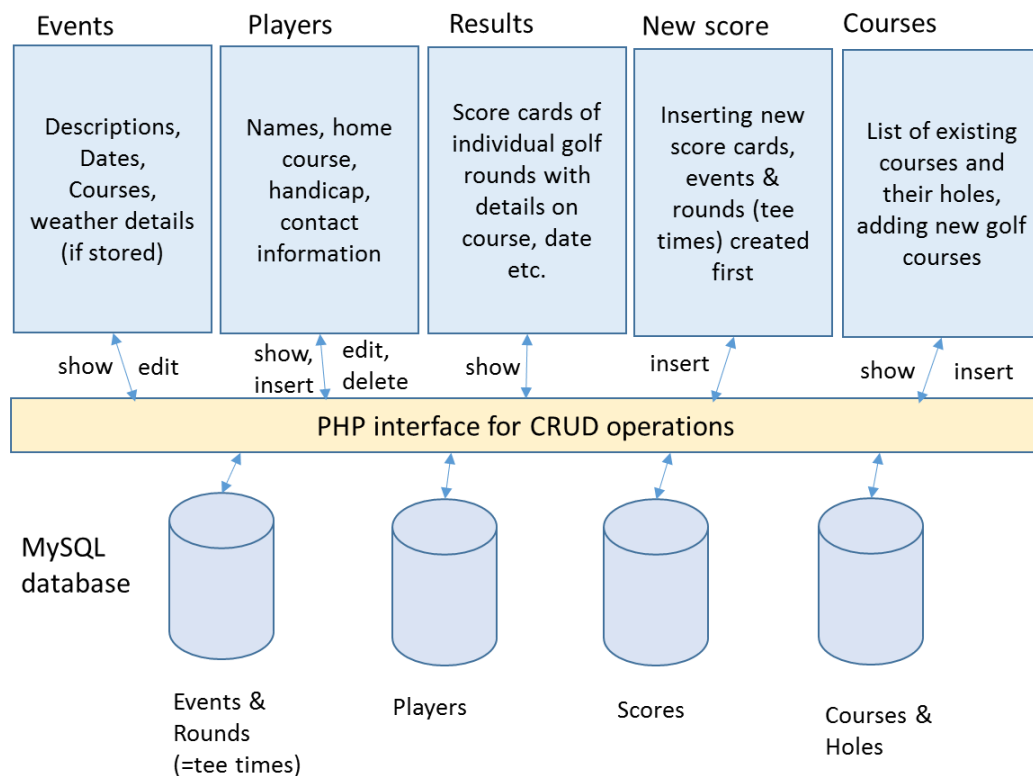 Events
Players
Results
New score
Courses
Descriptions,
Dates,
Courses,
weather details
(if stored)
Names, home
course,
handicap,
contact
information
Score cards of
individual golf
rounds with
details on
course, date
etc.
Inserting new
score cards,
events &
rounds (tee
times) created
first
List of existing
courses and
their holes,
adding new golf
courses
show
edit
show,
insert
edit,
delete
show
insert
show
insert
PHP interface for CRUD operations
MySQL
database
Events &
Rounds
(=tee times)
Players
Scores
Courses &
Holes